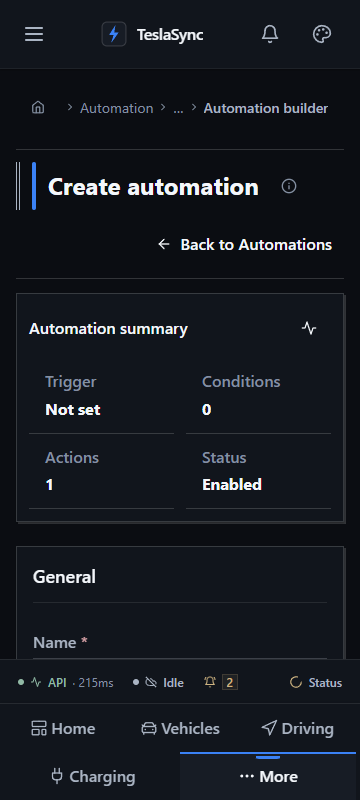 TeslaSync
Automation ... Automation builder
Create automation
Back to Automations
Automation summary
Trigger Conditions
Not set 0
Actions Status
1 Enabled
General
Name *
API · 215ms Idle 2 Status
Home Vehicles Driving
Charging More